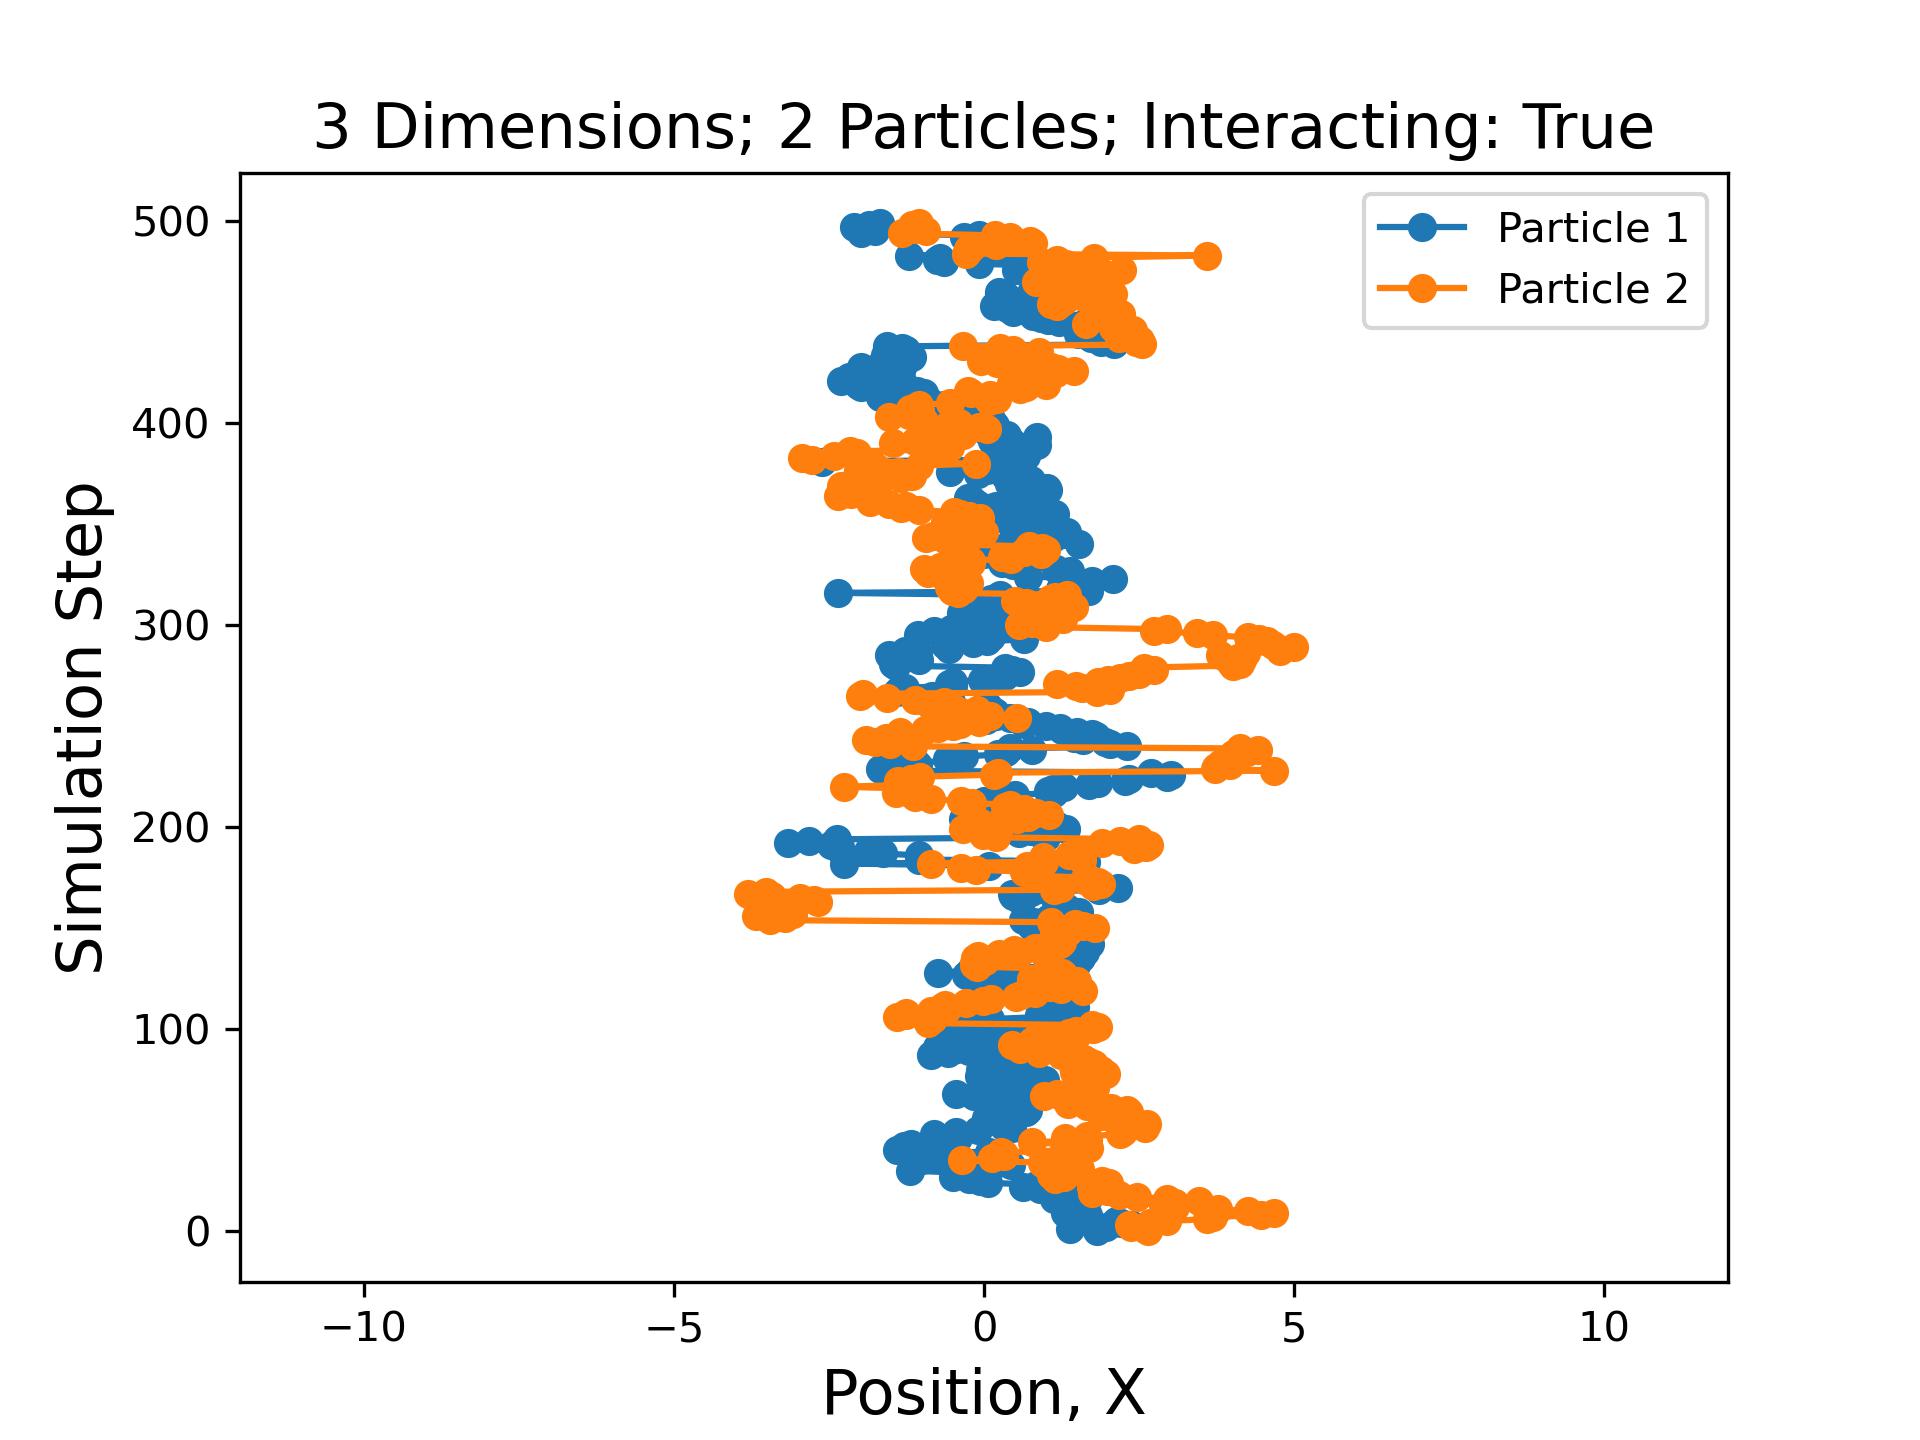 3 Dimensions; 2 Particles; Interacting: True
Particle 1
Particle 2
500
400
300
200
100
0
Simulation Step
−10
−5
0
5
10
Position, X